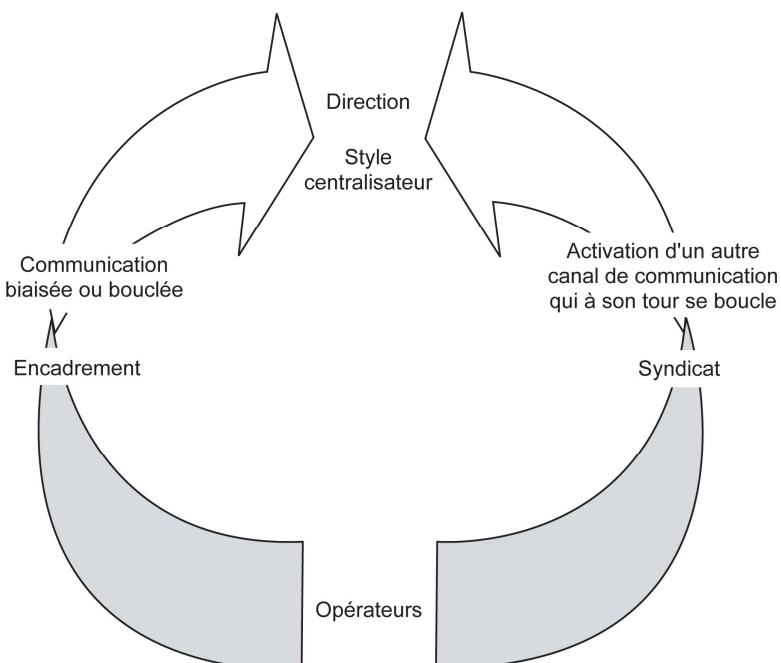 Direction
Style
centralisateur
Communication
biaisée ou bouclée
Activation d'un autre
canal de communication
qui à son tour se boucle
Encadrement
Syndicat
Opérateurs